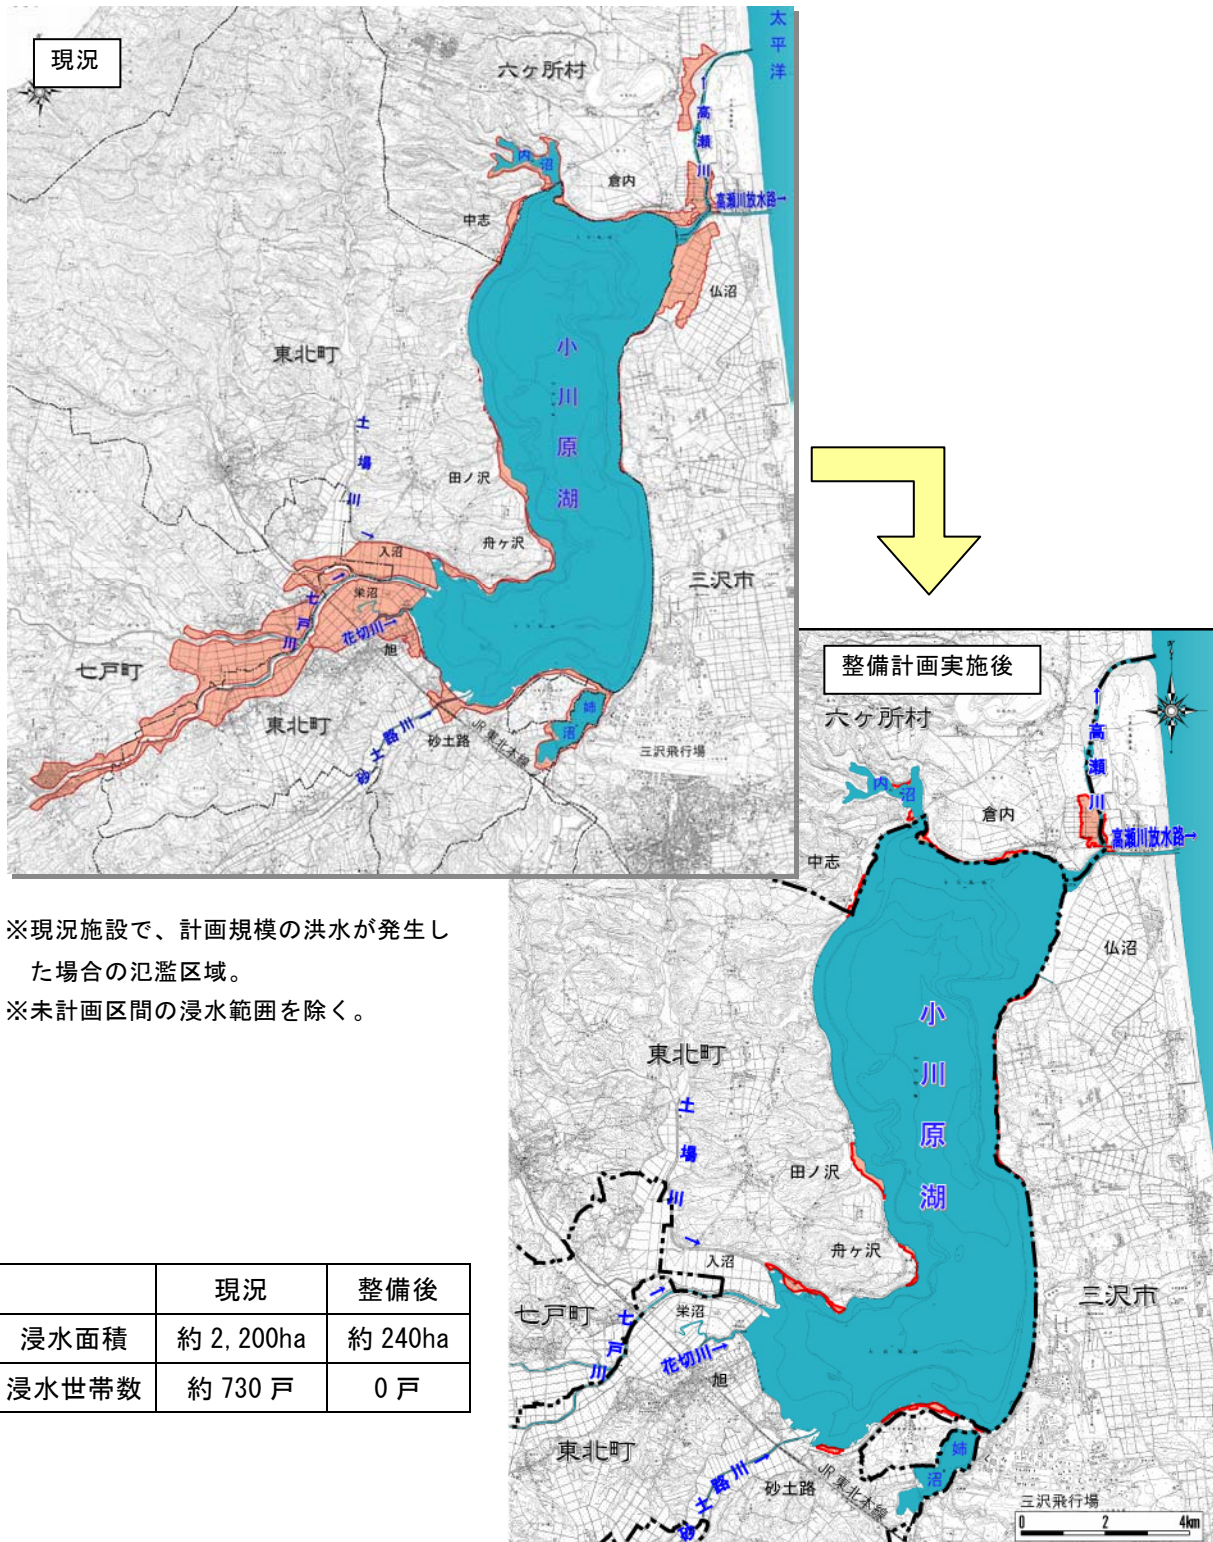 現況
太平洋
六ヶ所村
高瀬川
内沼
倉内
高瀬川放水路→
中志
仏沼
東北町
小川原湖
土場川
田ノ沢
舟ヶ沢
入沼
三沢市
栄沼
七戸川
花切川→
旭
七戸町
東北町
姉沼
砂土路川
砂土路
JR東北本線
三沢飛行場
整備計画実施後
六ヶ所村
高瀬川
内沼
倉内
高瀬川放水路→
中志
仏沼
小川原湖
東北町
土場川
田ノ沢
舟ヶ沢
入沼
三沢市
七戸町
栄沼
七戸川
花切川→
旭
東北町
姉沼
砂土路川
砂土路
JR東北本線
三沢飛行場
0 2 4km
※現況施設で、計画規模の洪水が発生し
た場合の氾濫区域。
※未計画区間の浸水範囲を除く。
現況 整備後
浸水面積 約2,200ha 約240ha
浸水世帯数 約730戸 0戸